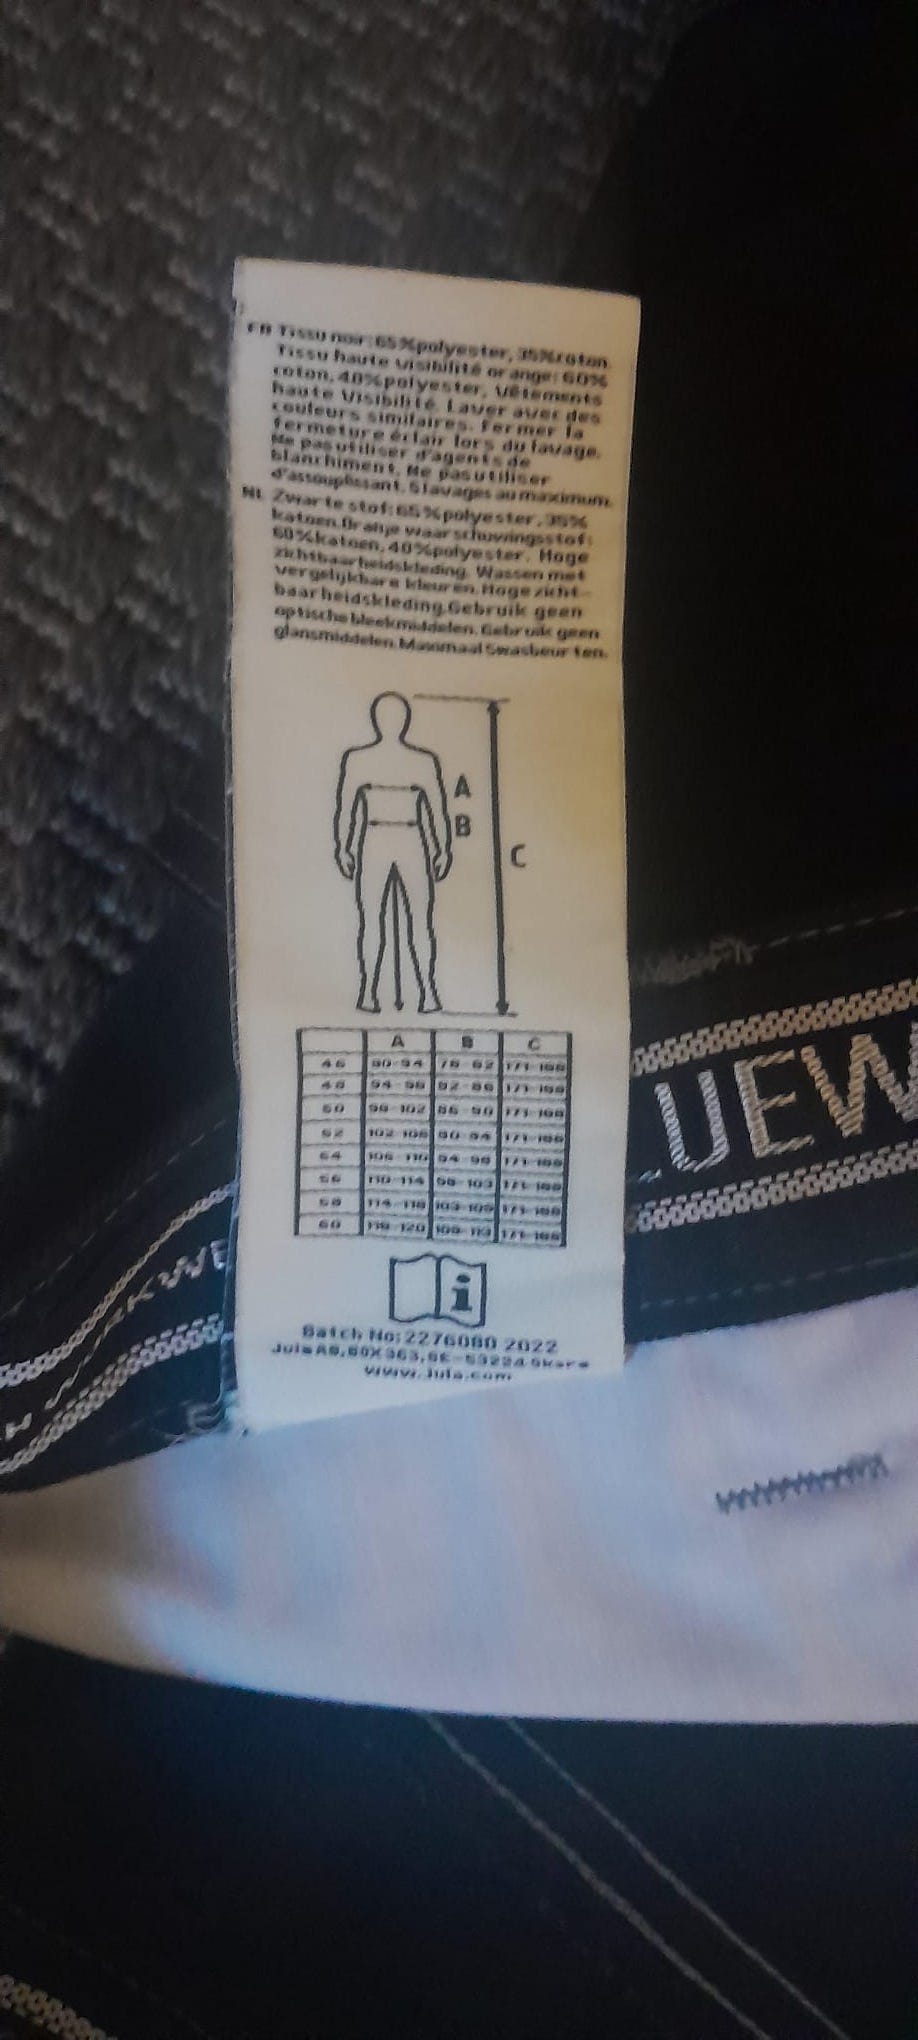 FR Tissu noir: 65%polyester, 35%coton
Tissu haute visibilité orange: 60%
coton, 40%polyester, Vêtements
haute Visibilité. Laver avec des
couleurs similaires. Fermer la
fermeture éclair lors du lavage.
Ne pas utiliser d'agents de
blanchiment. Ne pas utiliser
d'assouplissant. 5 lavages au maximum.
NL Zwarte stof: 65%polyester, 35%
katoen. Oranje waarschuwingsstof:
60%katoen, 40%polyester. Hoge
zichtbaarheidskleding. Wassen met
vergelijkbare kleuren. Hoge zicht-
baarheidskleding. Gebruik geen
optische bleekmiddelen. Gebruik geen
glansmiddelen. Maximaal 5 wasbeurten.
A
B
C
A B C
46 90-94 78-82 171-188
48 94-98 82-86 171-188
50 98-102 86-90 171-188
52 102-106 90-94 171-188
54 106-110 94-98 171-188
56 110-114 98-103 171-188
58 114-118 103-109 171-188
60 118-120 109-113 171-188
i
Batch No: 2276080 2022
Jula AB, BOX 363, SE-53224 Skara
www.jula.com
UEW